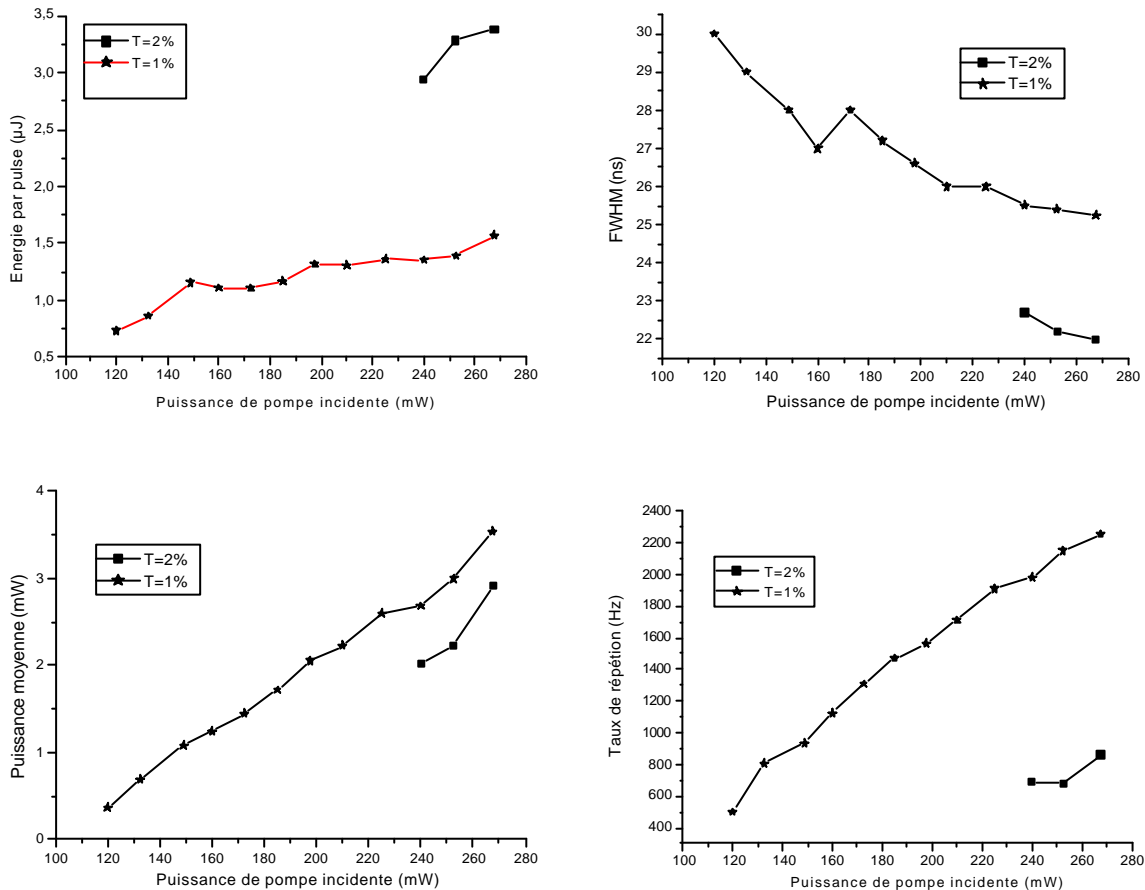 3,5
3,0
2,5
2,0
1,5
1,0
0,5
Energie par pulse (µJ)
T=2%
T=1%
100 120 140 160 180 200 220 240 260 280
Puissance de pompe incidente (mW)
30
29
28
27
26
25
24
23
22
FWHM (ns)
T=2%
T=1%
100 120 140 160 180 200 220 240 260 280
Puissance de pompe incidente (mW)
4
3
2
1
0
Puissance moyenne (mW)
T=2%
T=1%
100 120 140 160 180 200 220 240 260 280
Puissance de pompe incidente (mW)
2400
2200
2000
1800
1600
1400
1200
1000
800
600
400
Taux de répétion (Hz)
T=2%
T=1%
100 120 140 160 180 200 220 240 260 280
Puissance de pompe incidente (mW)